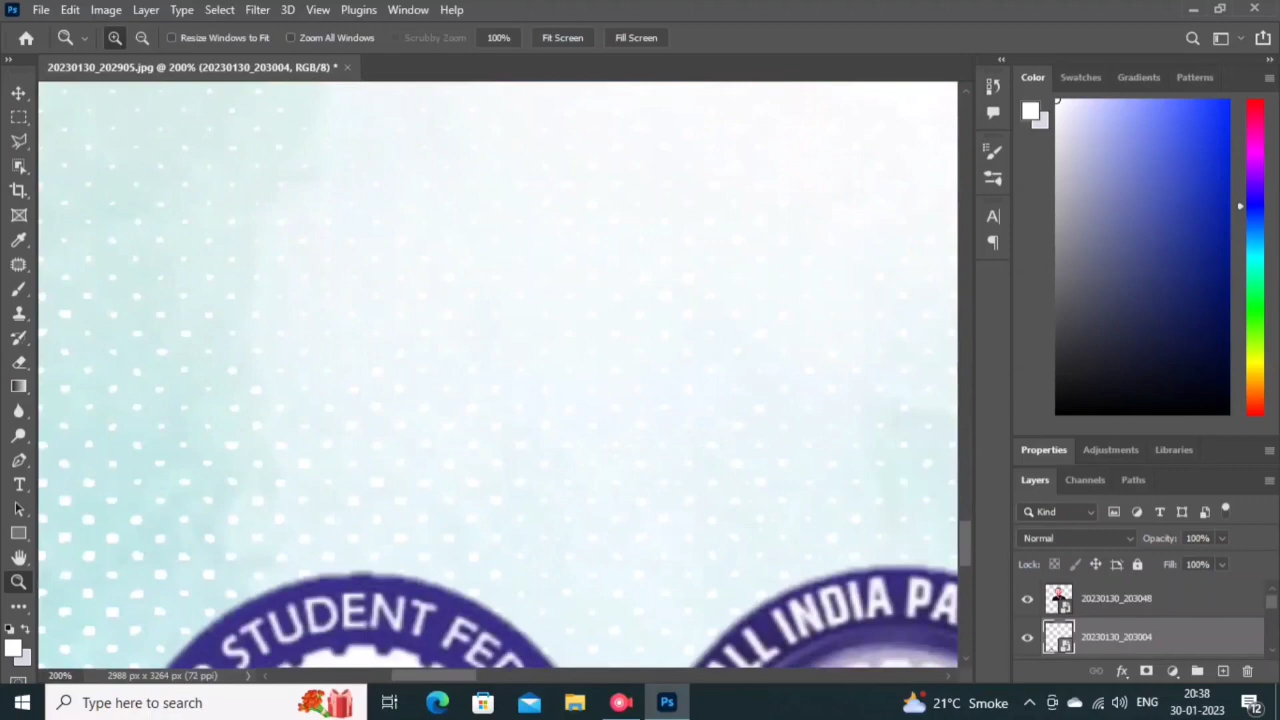 Ps File Edit Image Layer Type Select Filter 3D View Plugins Window Help
Resize Windows to Fit Zoom All Windows Scrubby Zoom 100% Fit Screen Fill Screen
20230130_202905.jpg @ 200% (20230130_203004, RGB/8) *
Color Swatches Gradients Patterns
Properties Adjustments Libraries
Layers Channels Paths
Kind
Normal Opacity: 100%
Lock: Fill: 100%
20230130_203048
20230130_203004
STUDENT FED
ALL INDIA PA
200% 2988 px x 3264 px (72 ppi)
Type here to search
Ps
21°C Smoke
ENG
20:38
30-01-2023
12